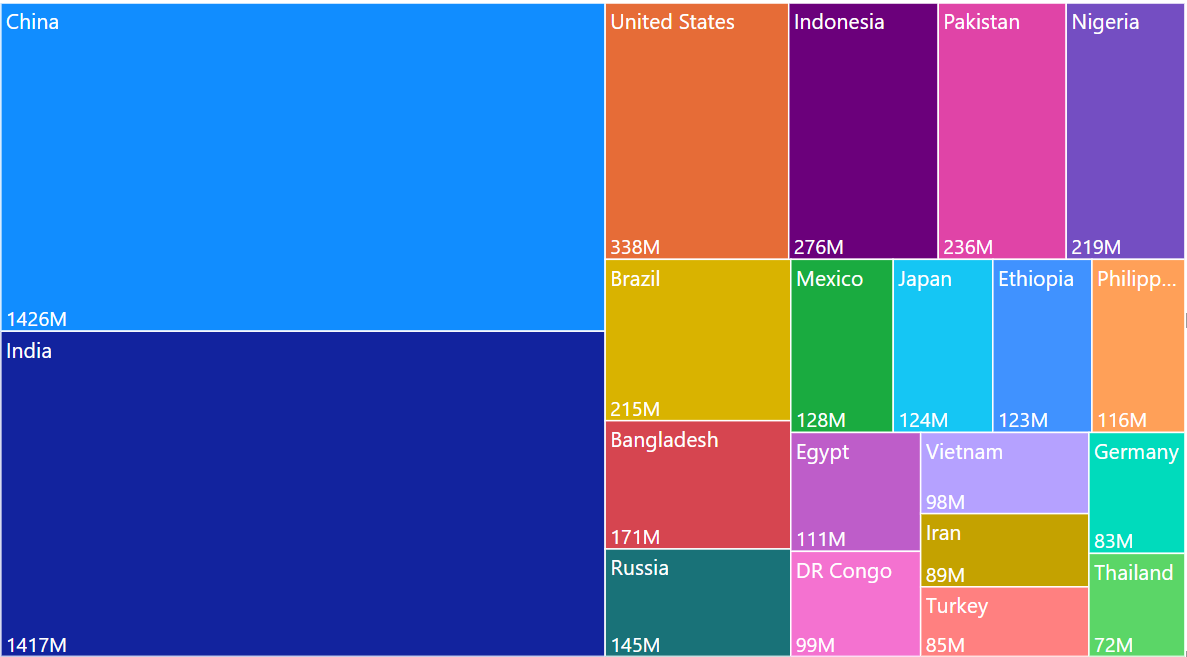 China
1426M
India
1417M
United States
338M
Indonesia
276M
Pakistan
236M
Nigeria
219M
Brazil
215M
Bangladesh
171M
Russia
145M
Mexico
128M
Japan
124M
Ethiopia
123M
Philipp...
116M
Egypt
111M
DR Congo
99M
Vietnam
98M
Iran
89M
Turkey
85M
Germany
83M
Thailand
72M